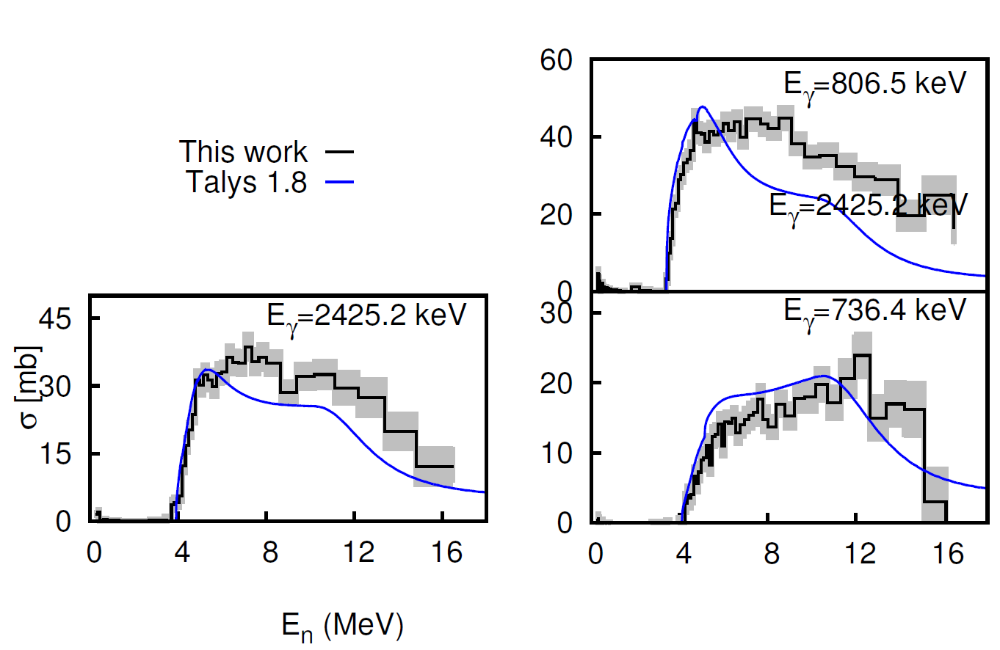 This work
Talys 1.8
σ [mb]
45
30
15
0
Eγ=2425.2 keV
0 4 8 12 16
En (MeV)
60
40
20
0
Eγ=806.5 keV
Eγ=2425.2 keV
30
20
10
0
Eγ=736.4 keV
0 4 8 12 16